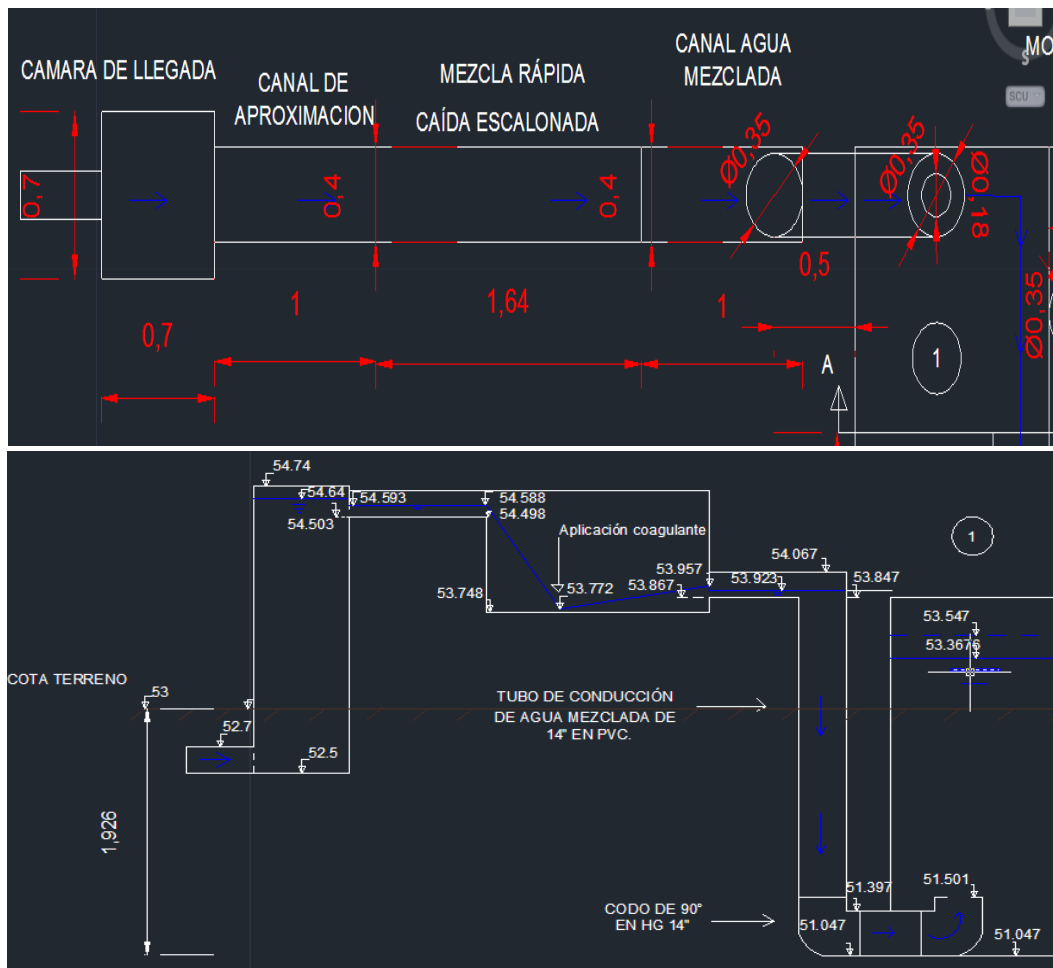 CAMARA DE LLEGADA
CANAL DE
APROXIMACION
MEZCLA RÁPIDA
CAÍDA ESCALONADA
CANAL AGUA
MEZCLADA
MO
S
SCU
0,7
0,4
0,4
Ø0,35
Ø0,35
Ø0,18
Ø0,35
0,5
1
1,64
1
0,7
A
1
54.74
54.64
54.593
54.588
54.503
54.498
Aplicación coagulante
1
54.067
53.957
53.923
53.847
53.867
53.772
53.748
53.547
53.3676
COTA TERRENO
53
TUBO DE CONDUCCIÓN
DE AGUA MEZCLADA DE
14" EN PVC.
52.7
52.5
1,926
51.501
51.397
CODO DE 90°
EN HG 14"
51.047
51.047